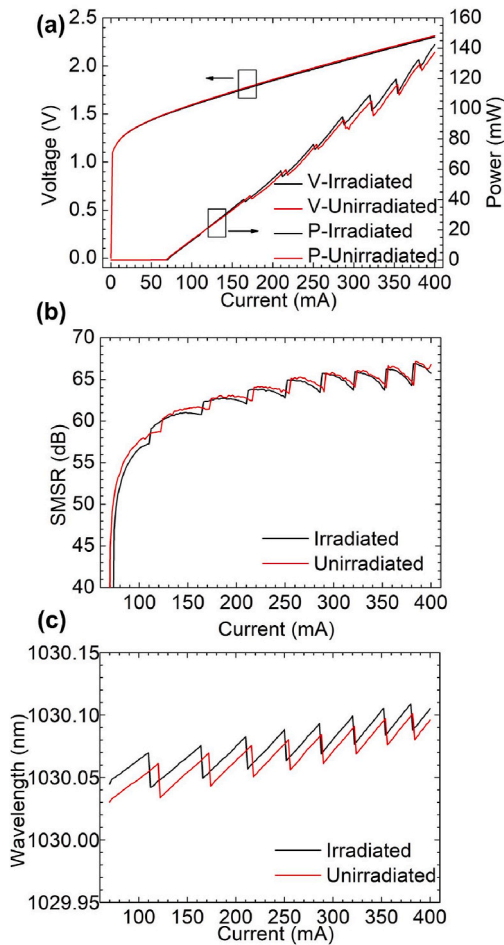 (a)
2.5
2.0
1.5
1.0
0.5
0.0
Voltage (V)
160
140
120
100
80
60
40
20
0
Power (mW)
V-Irradiated
V-Unirradiated
P-Irradiated
P-Unirradiated
0 50 100 150 200 250 300 350 400
Current (mA)
(b)
70
65
60
55
50
45
40
SMSR (dB)
Irradiated
Unirradiated
100 150 200 250 300 350 400
Current (mA)
(c)
1030.15
1030.10
1030.05
1030.00
1029.95
Wavelength (nm)
Irradiated
Unirradiated
100 150 200 250 300 350 400
Current (mA)